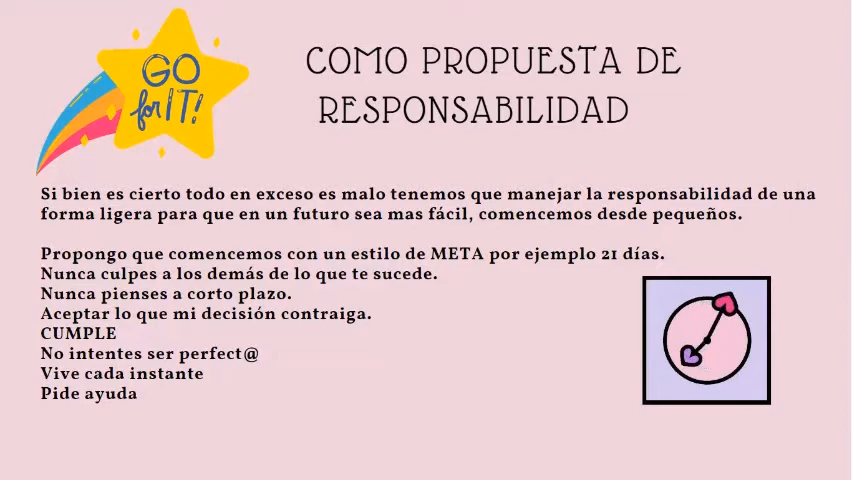 GO
for IT!
COMO PROPUESTA DE
RESPONSABILIDAD
Si bien es cierto todo en exceso es malo tenemos que manejar la responsabilidad de una
forma ligera para que en un futuro sea mas fácil, comencemos desde pequeños.
Propongo que comencemos con un estilo de META por ejemplo 21 días.
Nunca culpes a los demás de lo que te sucede.
Nunca pienses a corto plazo.
Aceptar lo que mi decisión contraiga.
CUMPLE
No intentes ser perfect@
Vive cada instante
Pide ayuda